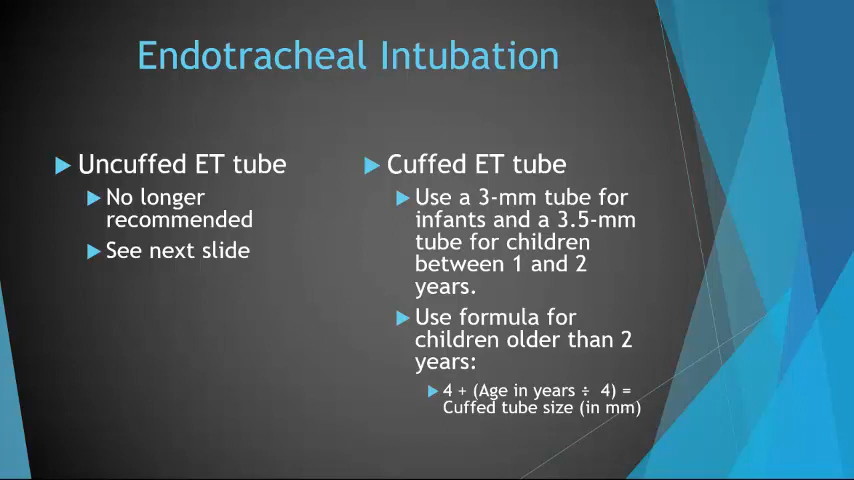 Endotracheal Intubation
Uncuffed ET tube
No longer
recommended
See next slide
Cuffed ET tube
Use a 3-mm tube for
infants and a 3.5-mm
tube for children
between 1 and 2
years.
Use formula for
children older than 2
years:
4 + (Age in years ÷ 4) =
Cuffed tube size (in mm)